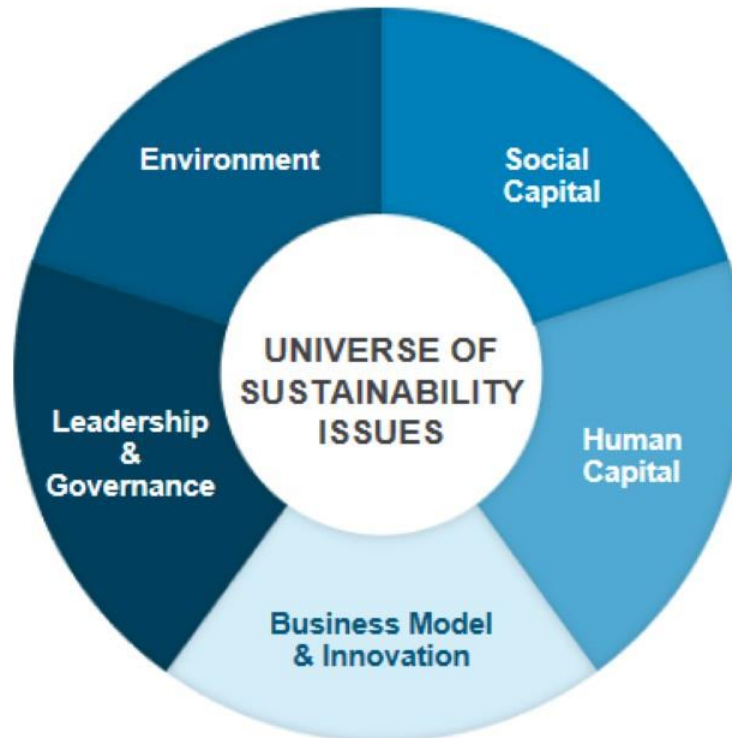 Environment
Social
Capital
UNIVERSE OF
SUSTAINABILITY
ISSUES
Leadership
&
Governance
Human
Capital
Business Model
& Innovation